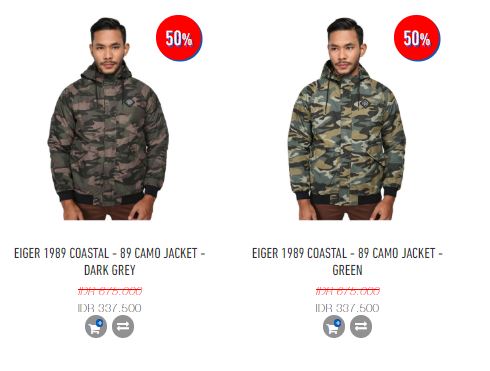 50%
50%
EIGER 1989 COASTAL - 89 CAMO JACKET -
DARK GREY
IDR 675.000
IDR 337.500
EIGER 1989 COASTAL - 89 CAMO JACKET -
GREEN
IDR 675.000
IDR 337.500